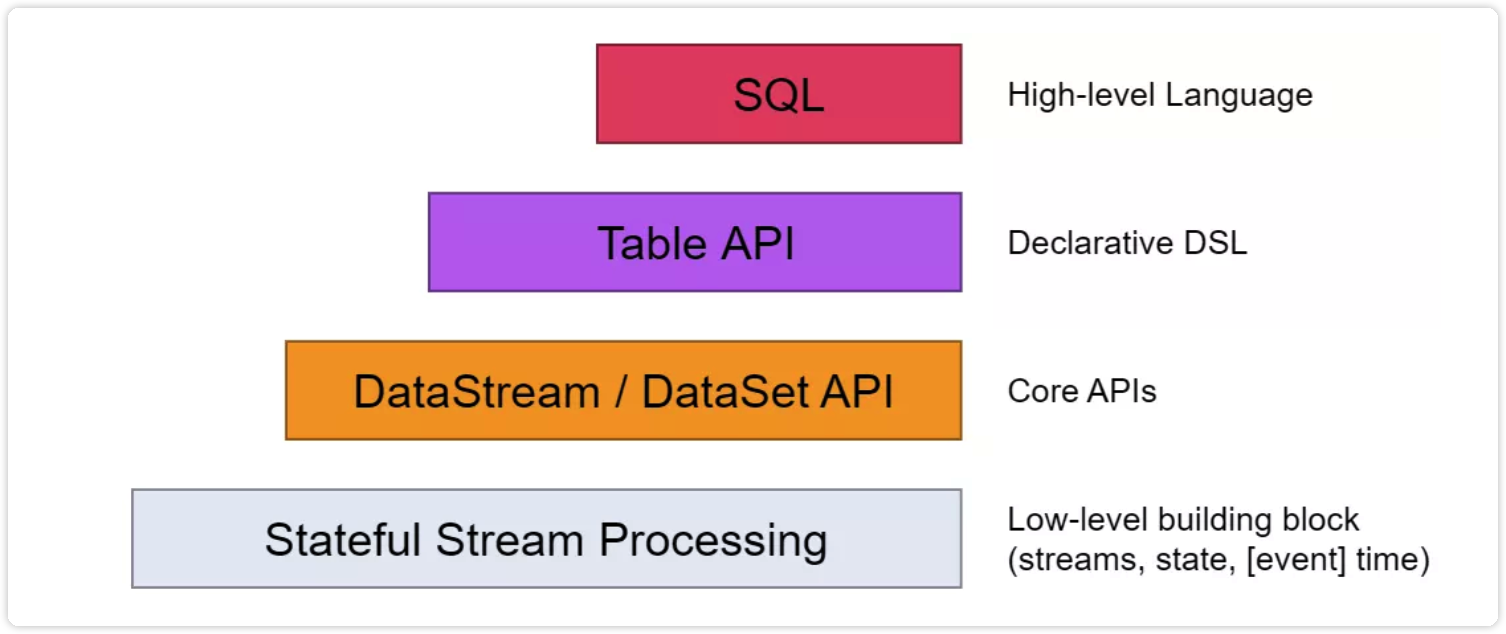 SQL
High-level Language
Table API
Declarative DSL
DataStream / DataSet API
Core APIs
Stateful Stream Processing
Low-level building block
(streams, state, [event] time)